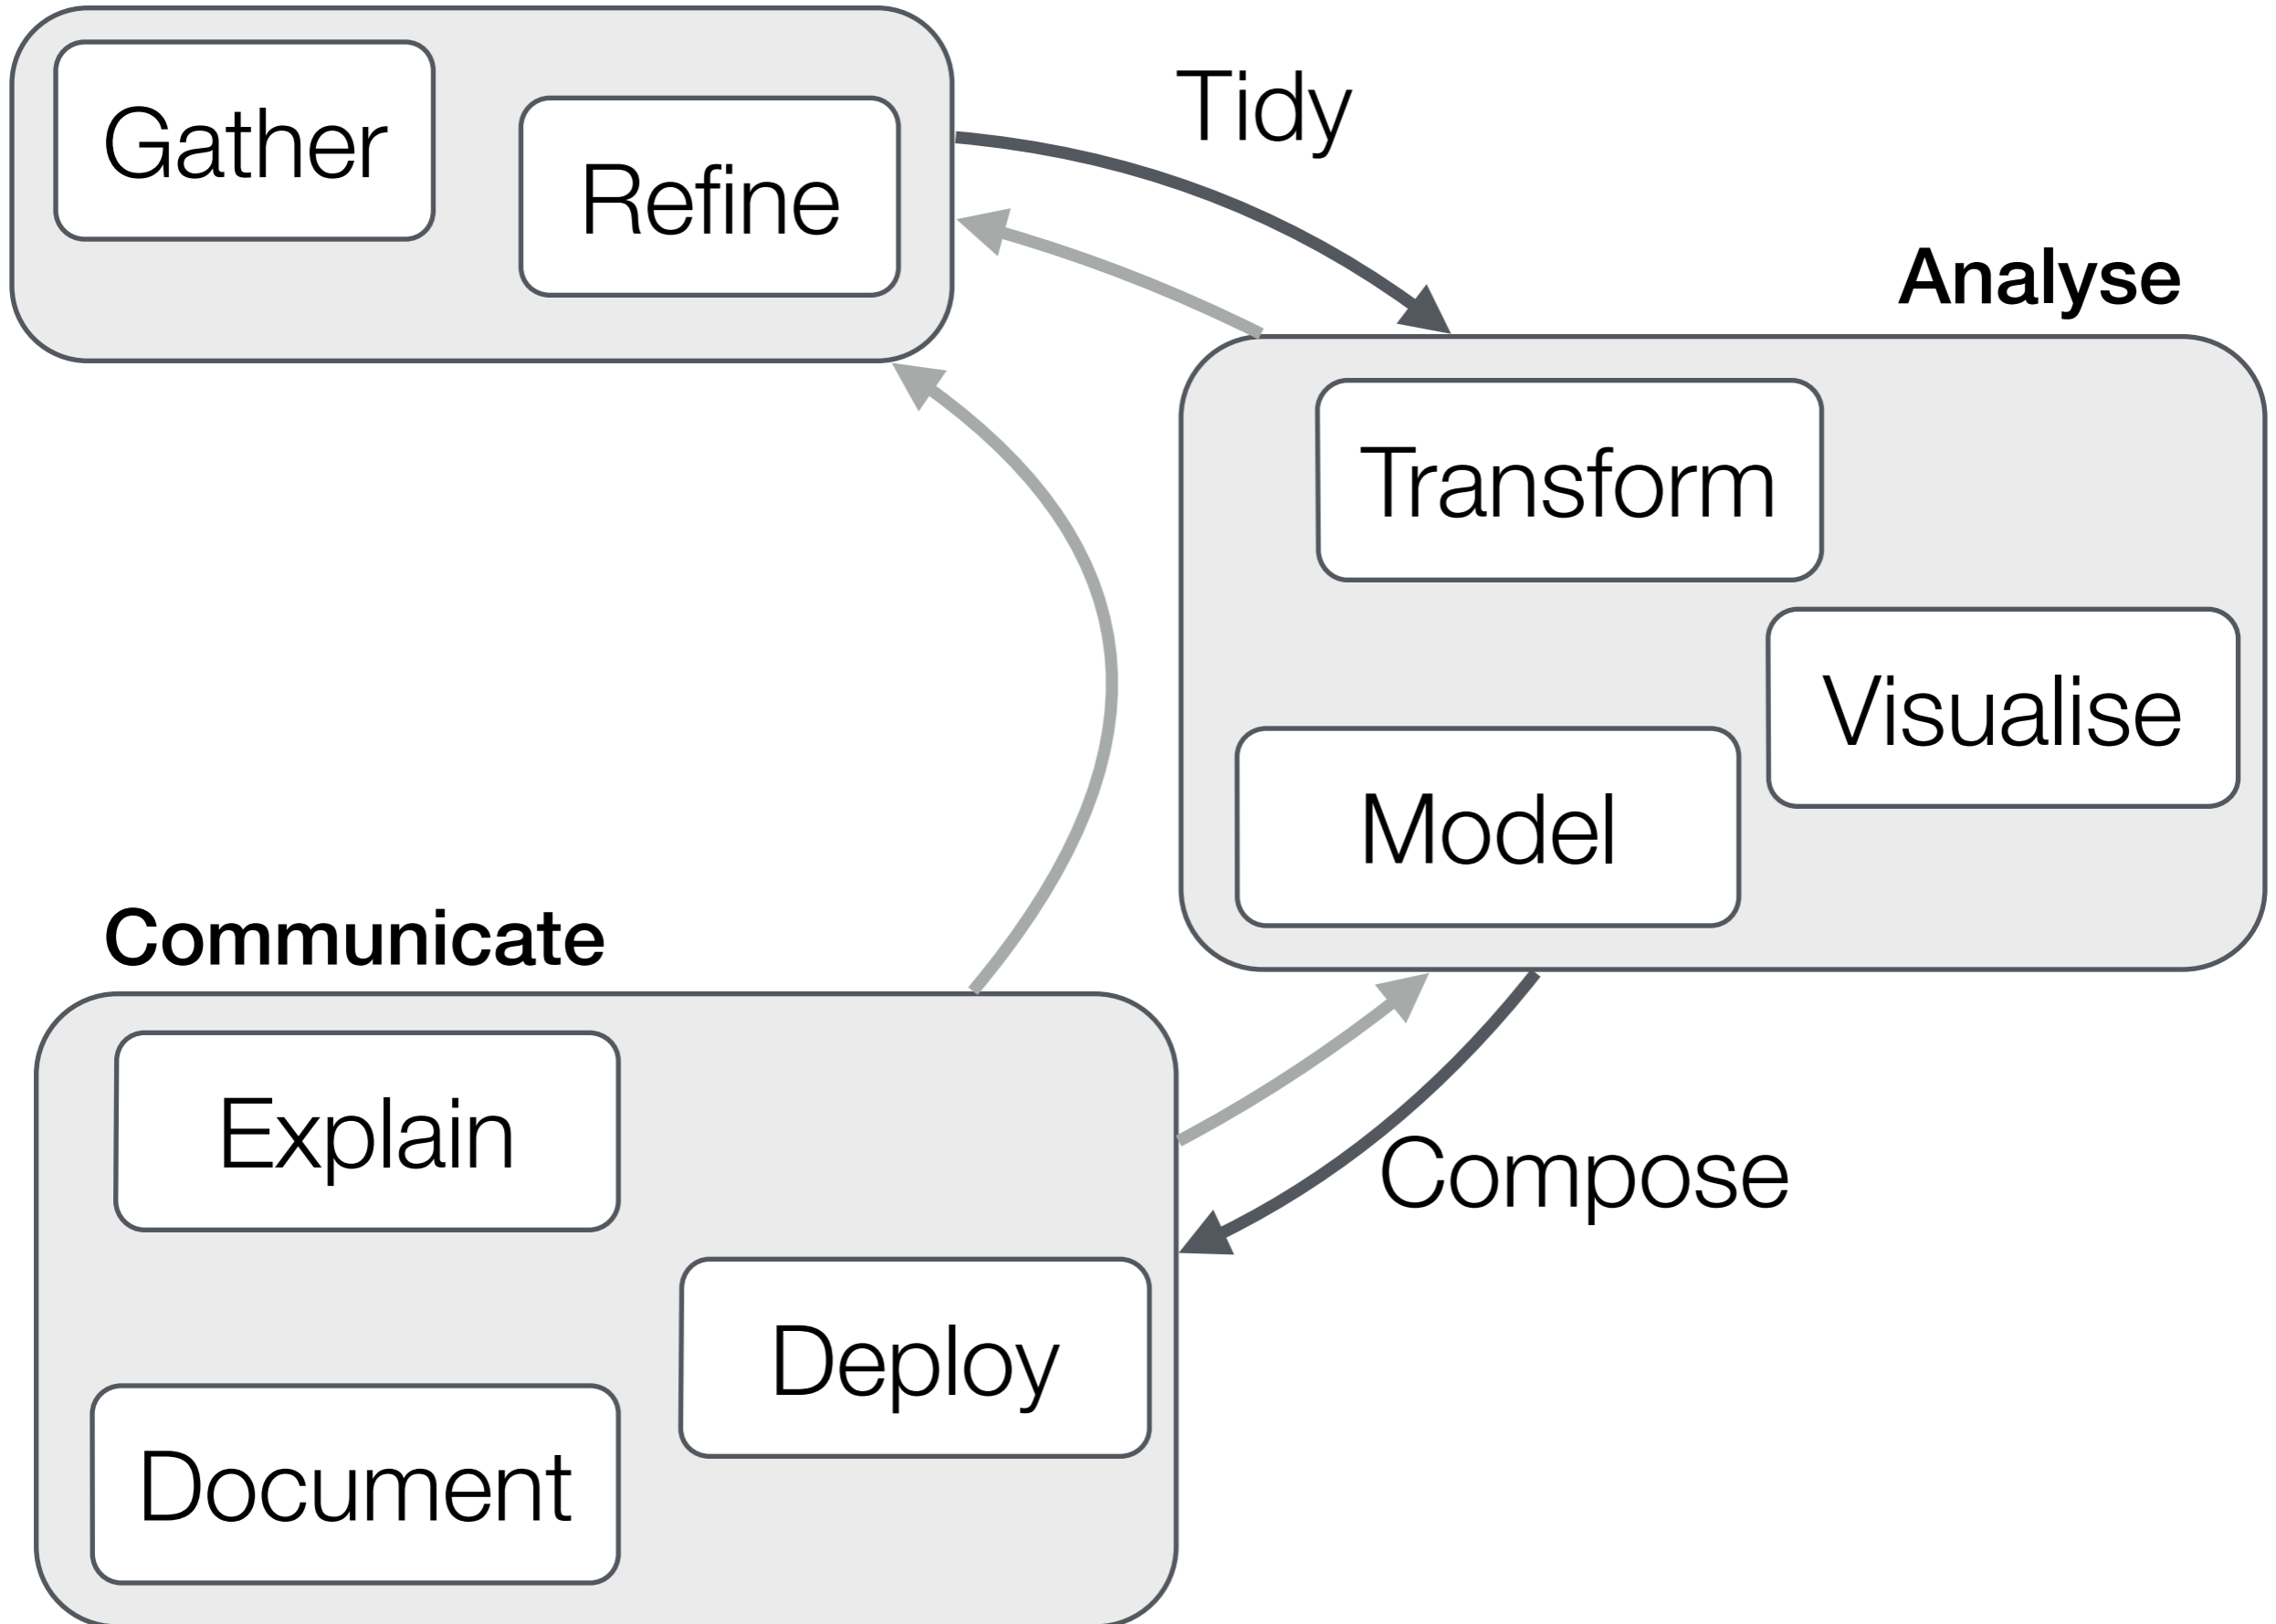 Gather
Refine
Tidy
Analyse
Transform
Visualise
Model
Communicate
Explain
Compose
Deploy
Document